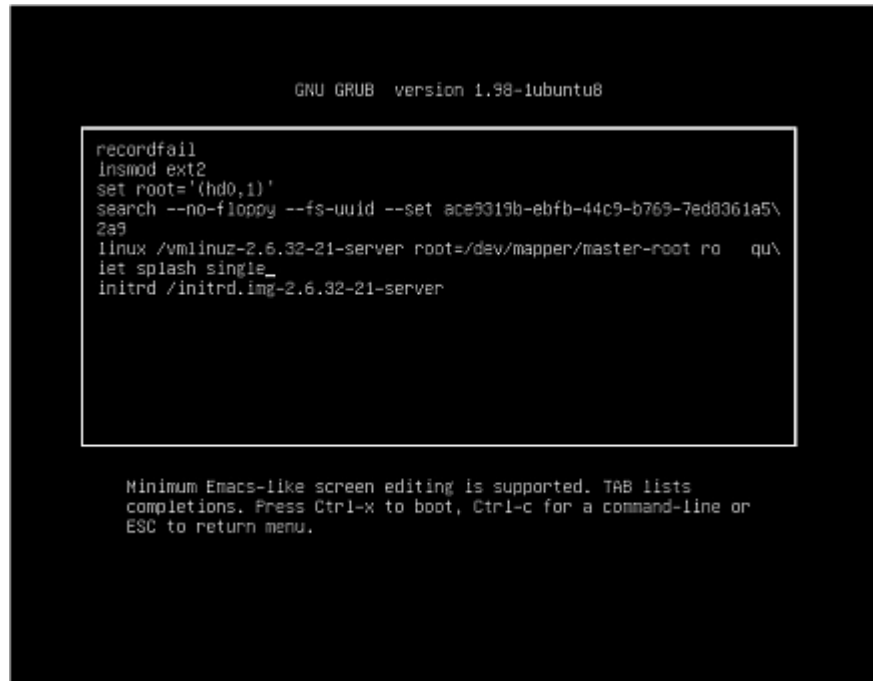 GNU GRUB  version 1.98-1ubuntu8
recordfail
insmod ext2
set root='(hd0,1)'
search --no-floppy --fs-uuid --set ace9319b-ebfb-44c9-b769-7ed8361a5\
2a9
linux /vmlinuz-2.6.32-21-server root=/dev/mapper/master-root ro   qu\
iet splash single_
initrd /initrd.img-2.6.32-21-server
Minimum Emacs-like screen editing is supported. TAB lists
completions. Press Ctrl-x to boot, Ctrl-c for a command-line or
ESC to return menu.